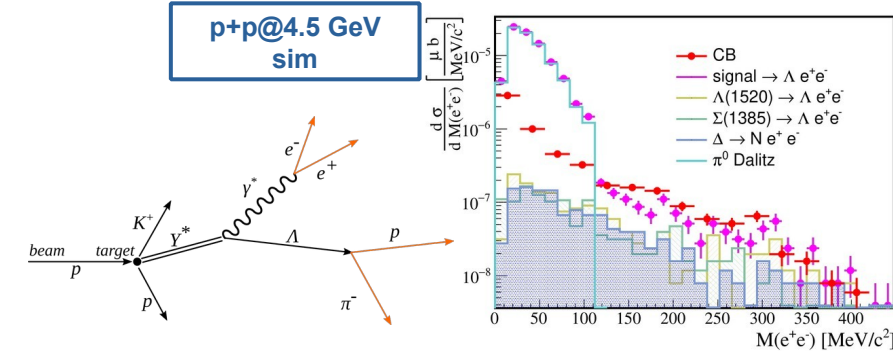 p+p@4.5 GeV
sim
e-
e+
γ*
K+
Y*
beam
target
p
p
Λ
p
π-
dσ
d M(e+e-)
[ μb
MeV/c² ]
10-5
10-6
10-7
10-8
CB
signal → Λ e+e-
Λ(1520) → Λ e+e-
Σ(1385) → Λ e+e-
Δ → N e+ e-
π0 Dalitz
0 50 100 150 200 250 300 350 400
M(e+e-) [MeV/c²]